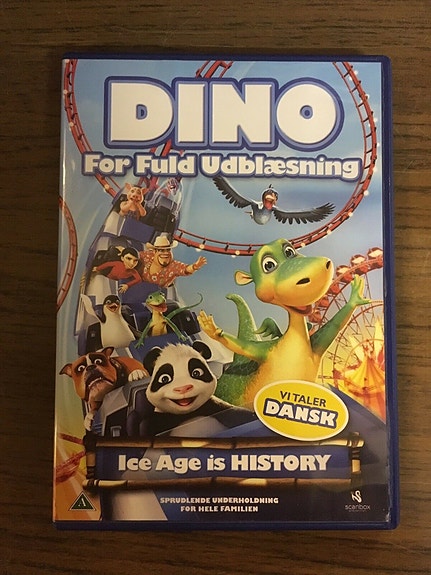 DINO
For Fuld Udblæsning
VI TALER
DANSK
Ice Age is HISTORY
A
SPRUDLENDE UNDERHOLDNING
FOR HELE FAMILIEN
scanbox